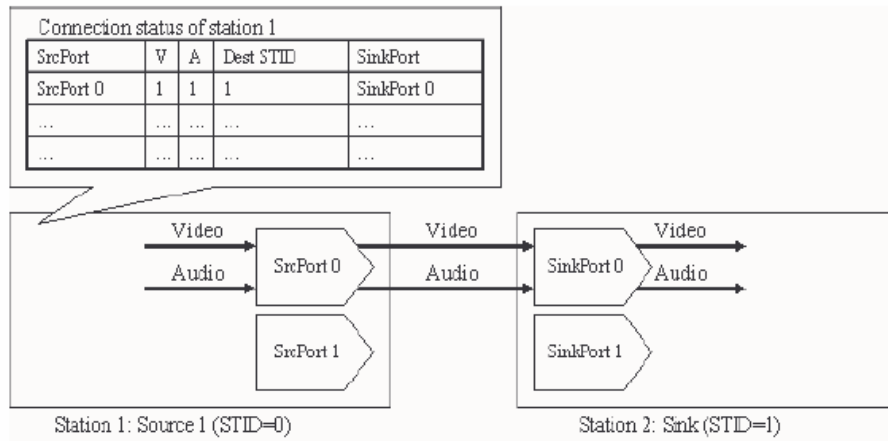 Connection status of station 1
SrcPort V A Dest STID SinkPort
SrcPort 0 1 1 1 SinkPort 0
... ... ... ... ...
... ... ... ... ...
Video Video Video
Audio SrcPort 0 Audio SinkPort 0 Audio
SrcPort 1 SinkPort 1
Station 1: Source 1 (STID=0) Station 2: Sink (STID=1)